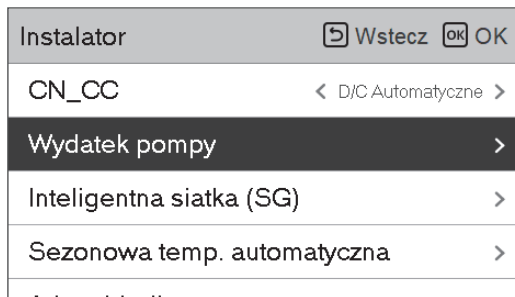 Instalator Wstecz OK OK
CN_CC < D/C Automatyczne >
Wydatek pompy >
Inteligentna siatka (SG) >
Sezonowa temp. automatyczna >